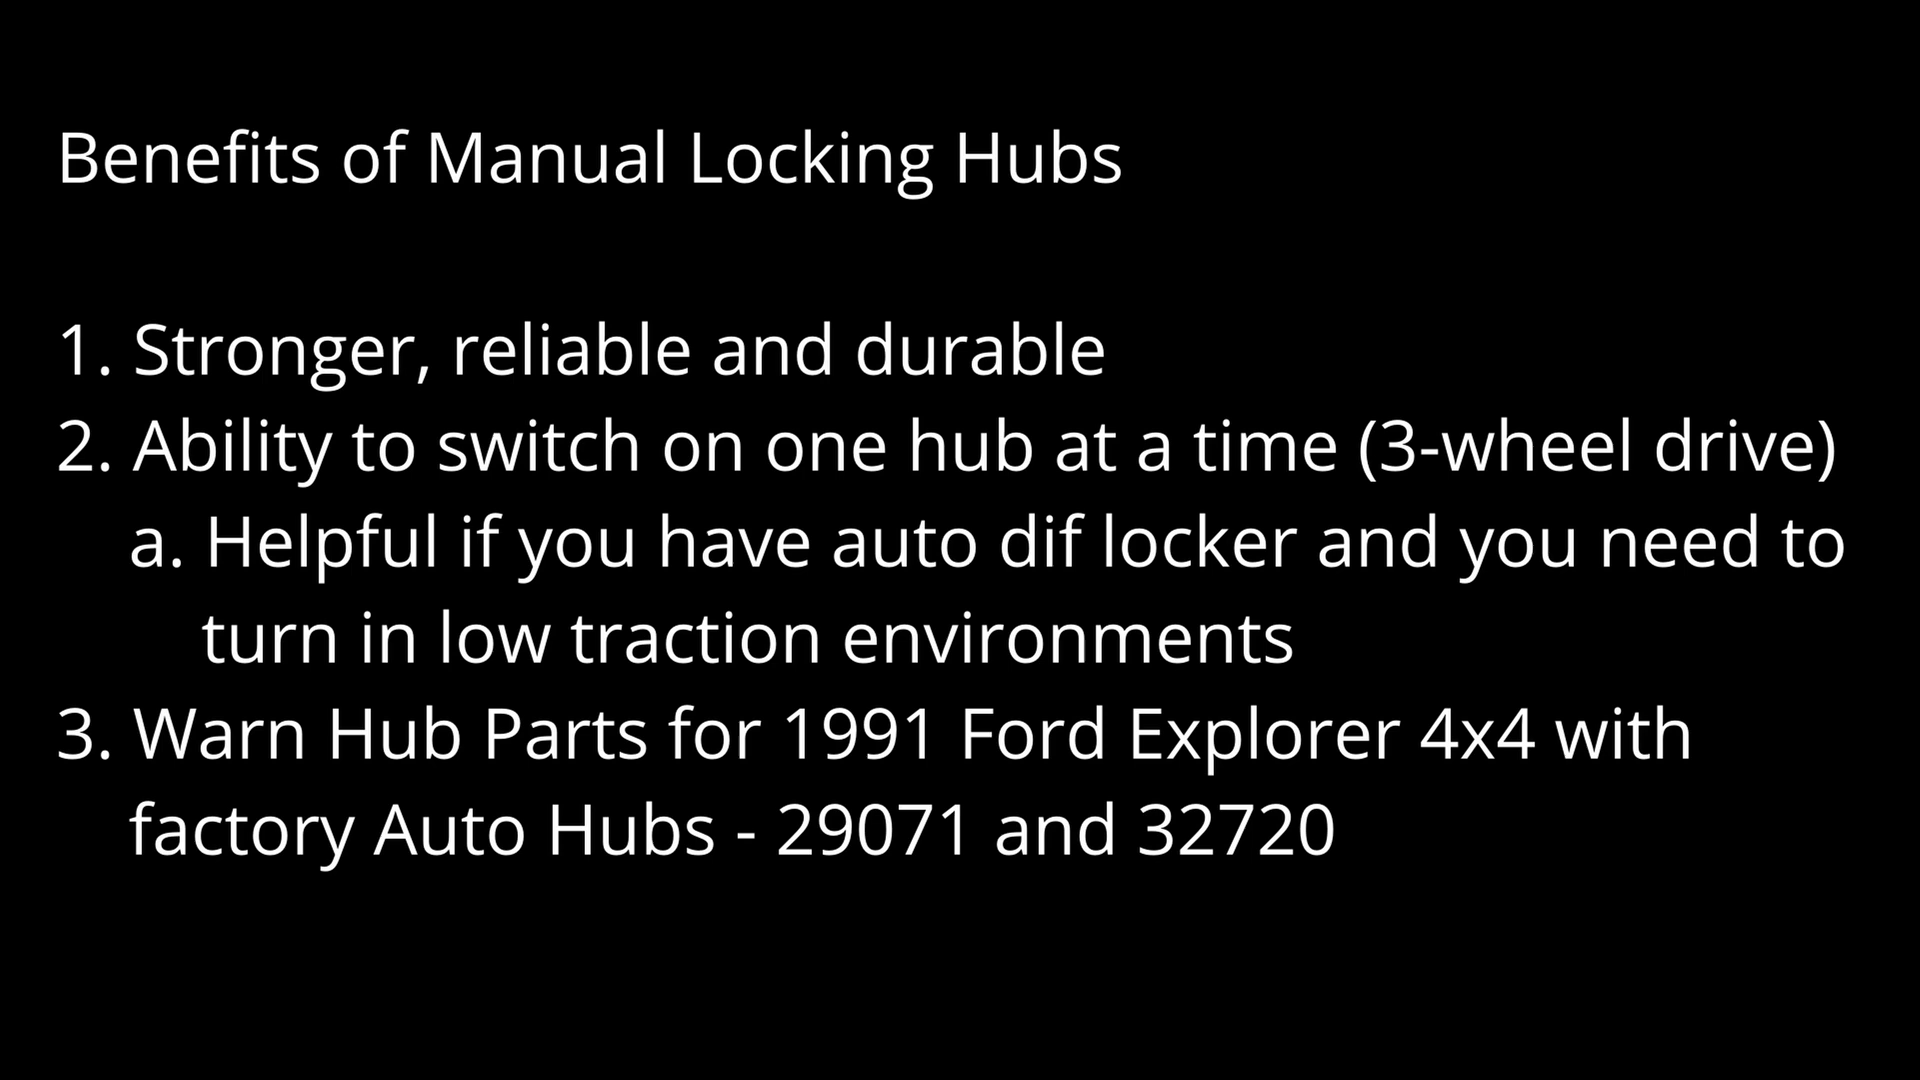 Benefits of Manual Locking Hubs
1. Stronger, reliable and durable
2. Ability to switch on one hub at a time (3-wheel drive)
a. Helpful if you have auto dif locker and you need to
turn in low traction environments
3. Warn Hub Parts for 1991 Ford Explorer 4x4 with
factory Auto Hubs - 29071 and 32720